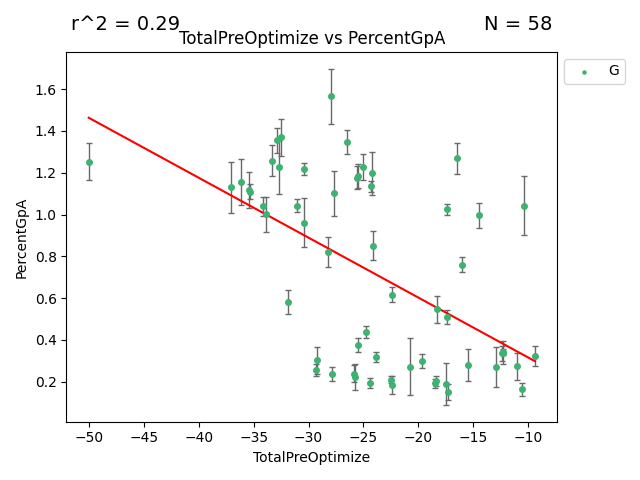 r^2 = 0.29
N = 58
TotalPreOptimize vs PercentGpA
G
PercentGpA
1.6
1.4
1.2
1.0
0.8
0.6
0.4
0.2
−50 −45 −40 −35 −30 −25 −20 −15 −10
TotalPreOptimize